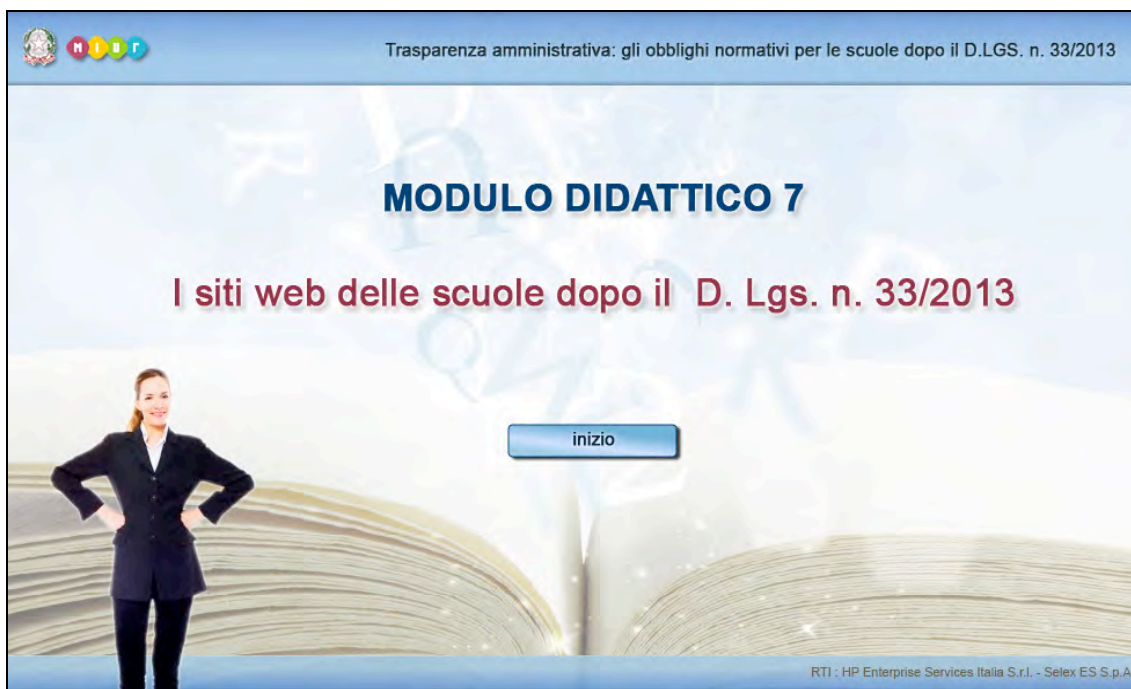 MIUR
Trasparenza amministrativa: gli obblighi normativi per le scuole dopo il D.LGS. n. 33/2013
MODULO DIDATTICO 7
I siti web delle scuole dopo il D. Lgs. n. 33/2013
inizio
RTI : HP Enterprise Services Italia S.r.l. - Selex ES S.p.A